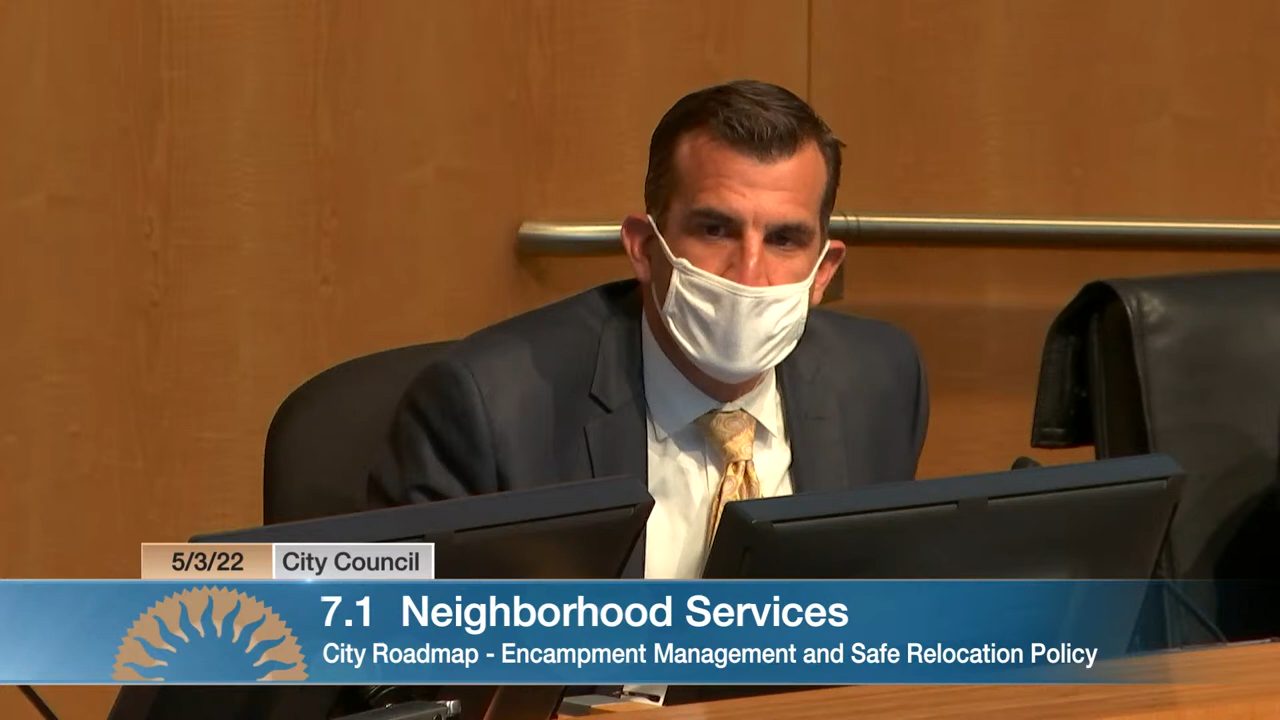 5/3/22 City Council
7.1 Neighborhood Services
City Roadmap - Encampment Management and Safe Relocation Policy